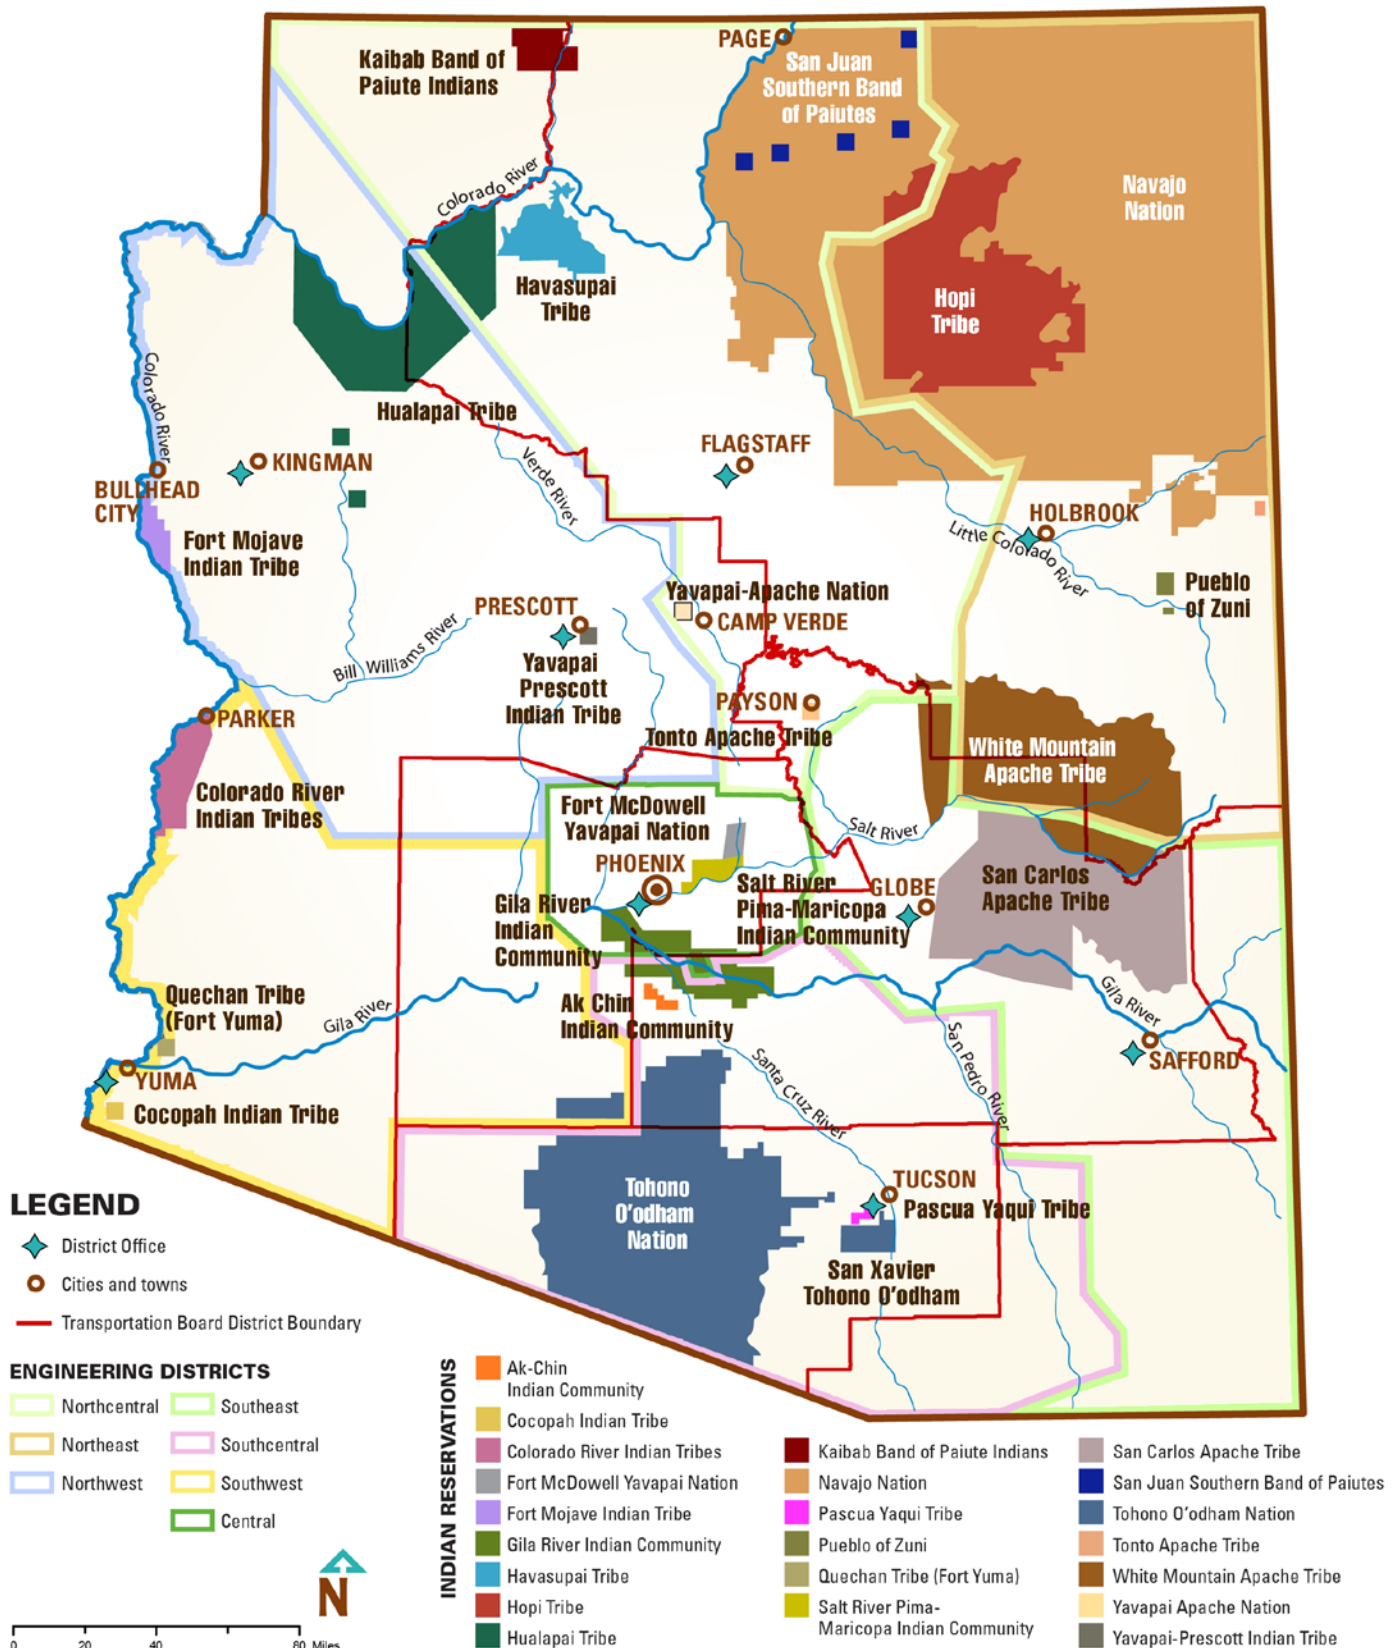 Kaibab Band of
Paiute Indians
PAGE
San Juan
Southern Band
of Paiutes
Navajo
Nation
Colorado River
Havasupai
Tribe
Hopi
Tribe
Colorado River
Hualapai Tribe
KINGMAN
BULLHEAD
CITY
Verde River
FLAGSTAFF
HOLBROOK
Little Colorado River
Fort Mojave
Indian Tribe
Pueblo
of Zuni
Yavapai-Apache Nation
CAMP VERDE
PRESCOTT
Bill Williams River
Yavapai
Prescott
Indian Tribe
PARKER
PAYSON
Tonto Apache Tribe
White Mountain
Apache Tribe
Colorado River
Indian Tribes
Fort McDowell
Yavapai Nation
Salt River
PHOENIX
Salt River
Pima-Maricopa
Indian Community
GLOBE
San Carlos
Apache Tribe
Gila River
Indian
Community
Quechan Tribe
(Fort Yuma)
Gila River
Ak Chin
Indian Community
Gila River
San Pedro River
Santa Cruz River
SAFFORD
YUMA
Cocopah Indian Tribe
Tohono
O'odham
Nation
TUCSON
Pascua Yaqui Tribe
San Xavier
Tohono O'odham
LEGEND
District Office
Cities and towns
Transportation Board District Boundary
ENGINEERING DISTRICTS
Northcentral
Northeast
Northwest
Southeast
Southcentral
Southwest
Central
N
0 20 40 80 Miles
INDIAN RESERVATIONS
Ak-Chin
Indian Community
Cocopah Indian Tribe
Colorado River Indian Tribes
Fort McDowell Yavapai Nation
Fort Mojave Indian Tribe
Gila River Indian Community
Havasupai Tribe
Hopi Tribe
Hualapai Tribe
Kaibab Band of Paiute Indians
Navajo Nation
Pascua Yaqui Tribe
Pueblo of Zuni
Quechan Tribe (Fort Yuma)
Salt River Pima-
Maricopa Indian Community
San Carlos Apache Tribe
San Juan Southern Band of Paiutes
Tohono O'odham Nation
Tonto Apache Tribe
White Mountain Apache Tribe
Yavapai Apache Nation
Yavapai-Prescott Indian Tribe